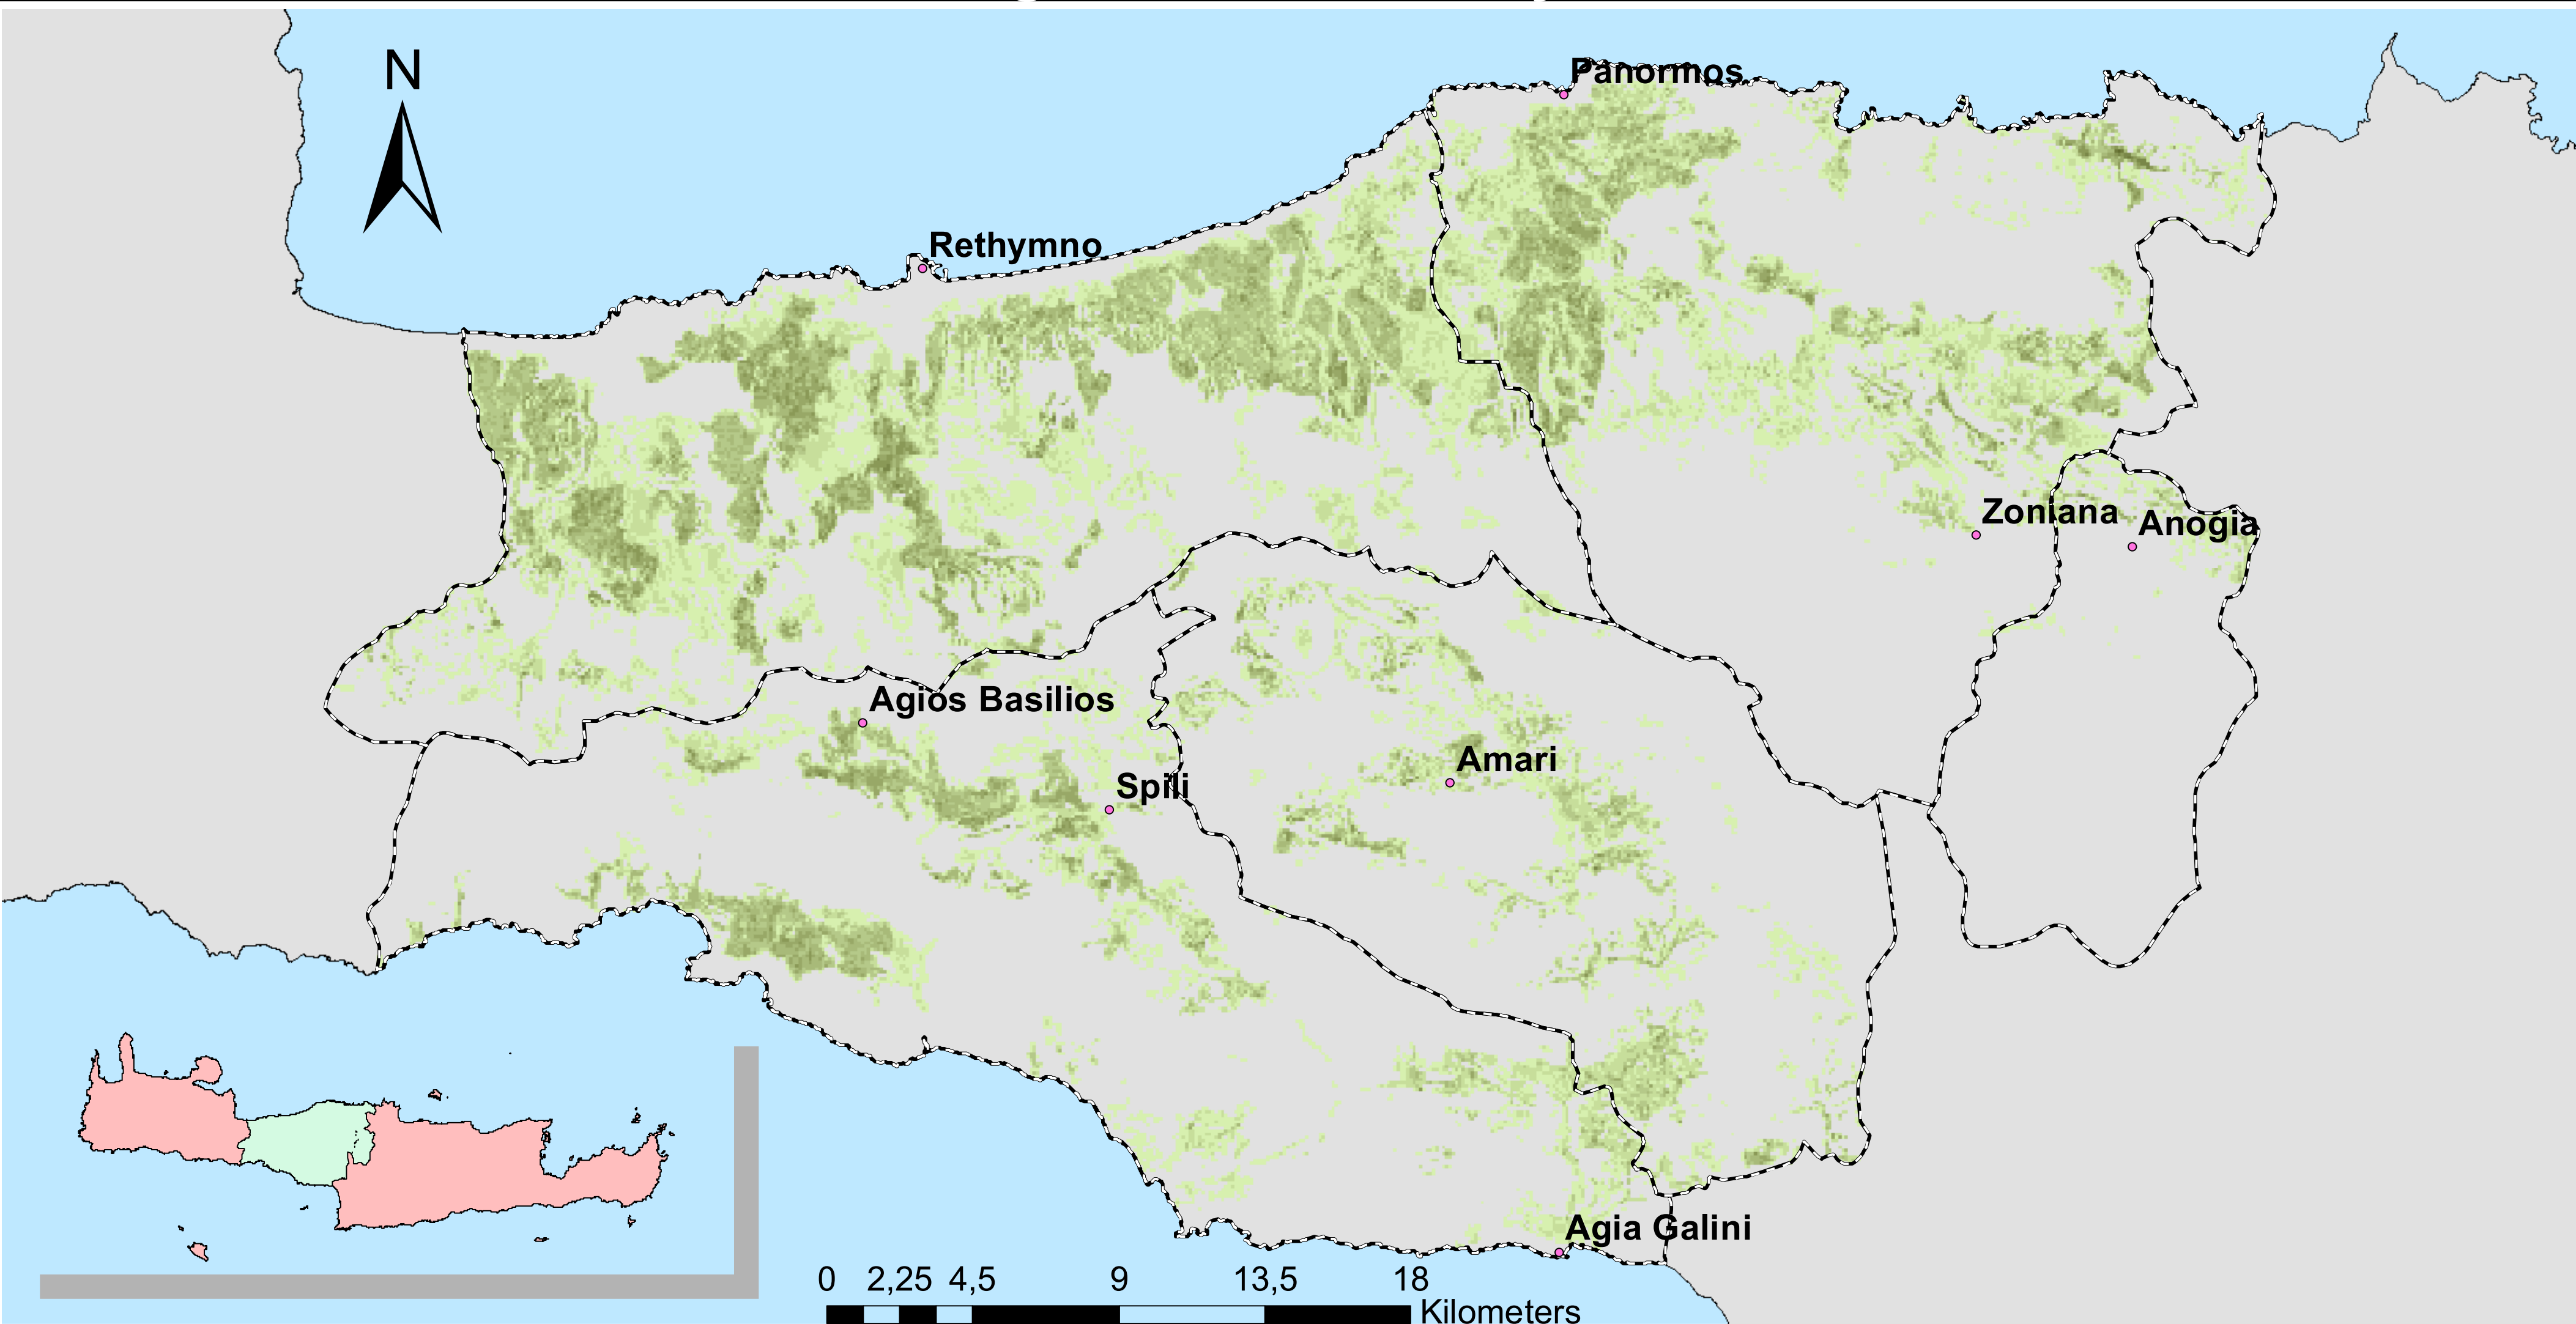 N
Panormos
Rethymno
Zoniana
Anogia
Agios Basilios
Amari
Spili
Agia Galini
0 2,25 4,5 9 13,5 18
Kilometers